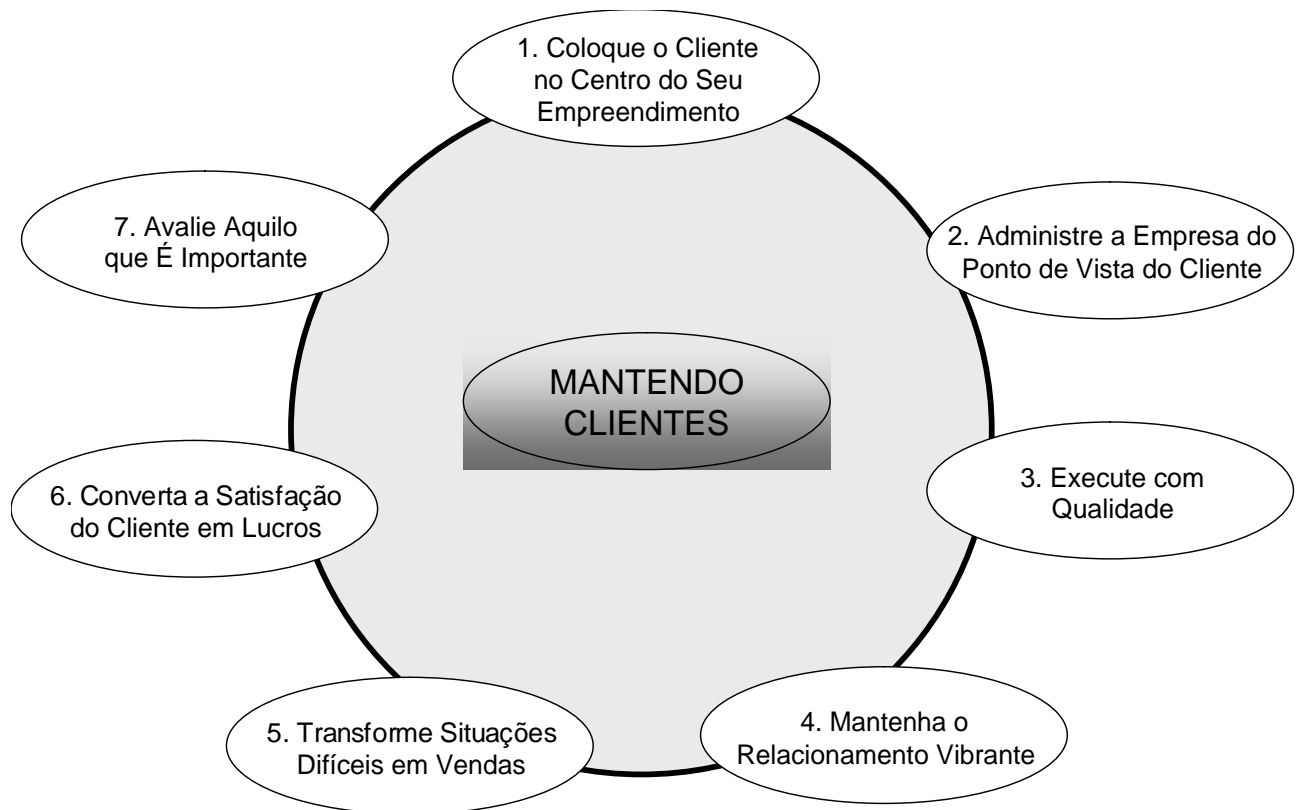 1. Coloque o Cliente
no Centro do Seu
Empreendimento
2. Administre a Empresa do
Ponto de Vista do Cliente
3. Execute com
Qualidade
4. Mantenha o
Relacionamento Vibrante
5. Transforme Situações
Difíceis em Vendas
6. Converta a Satisfação
do Cliente em Lucros
7. Avalie Aquilo
que É Importante
MANTENDO
CLIENTES